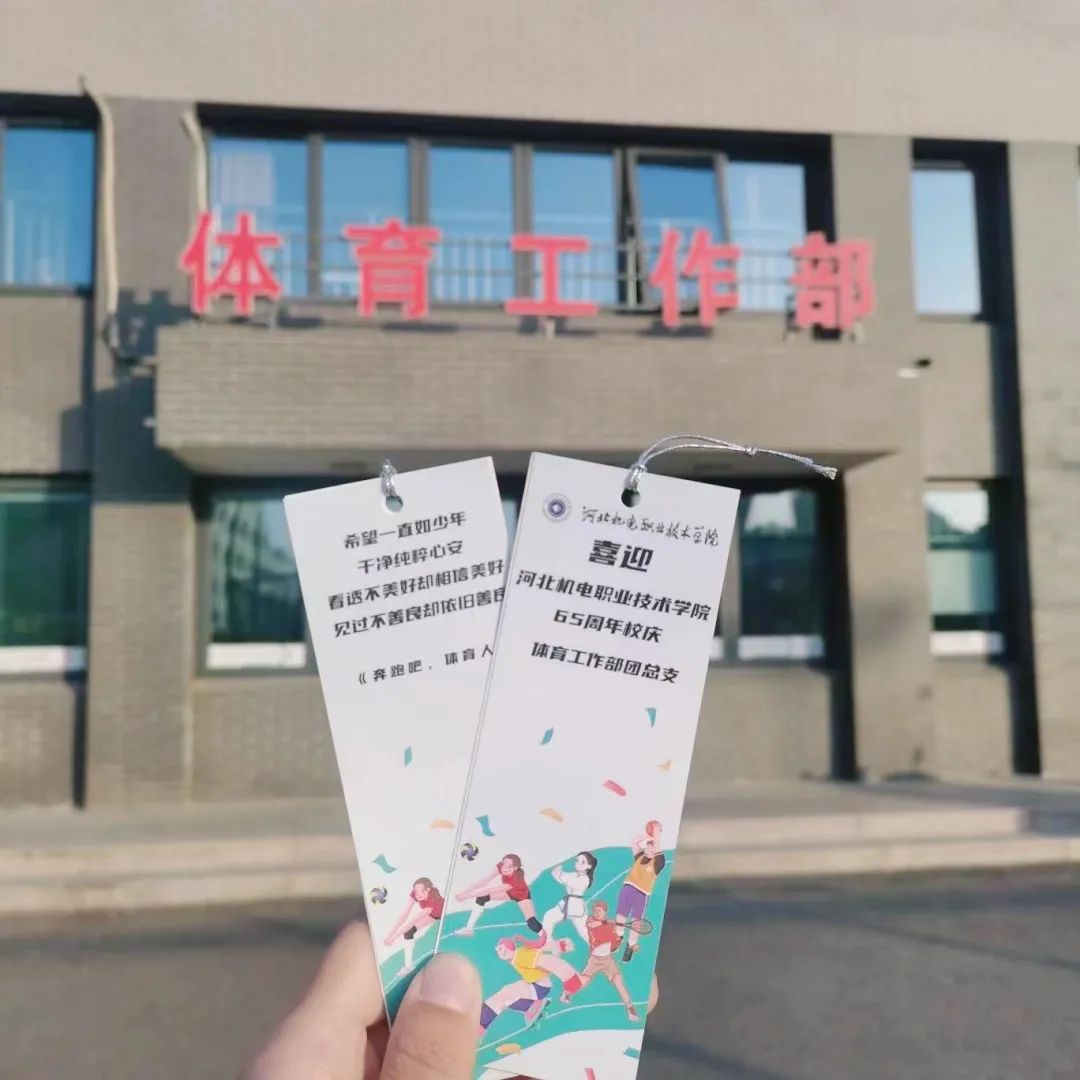 体育工作部
希望一直如少年
干净纯粹心安
看透不美好却相信美好
见过不善良却依旧善良
《奔跑吧，体育人
河北机电职业技术学院
喜迎
河北机电职业技术学院
65周年校庆
体育工作部团总支